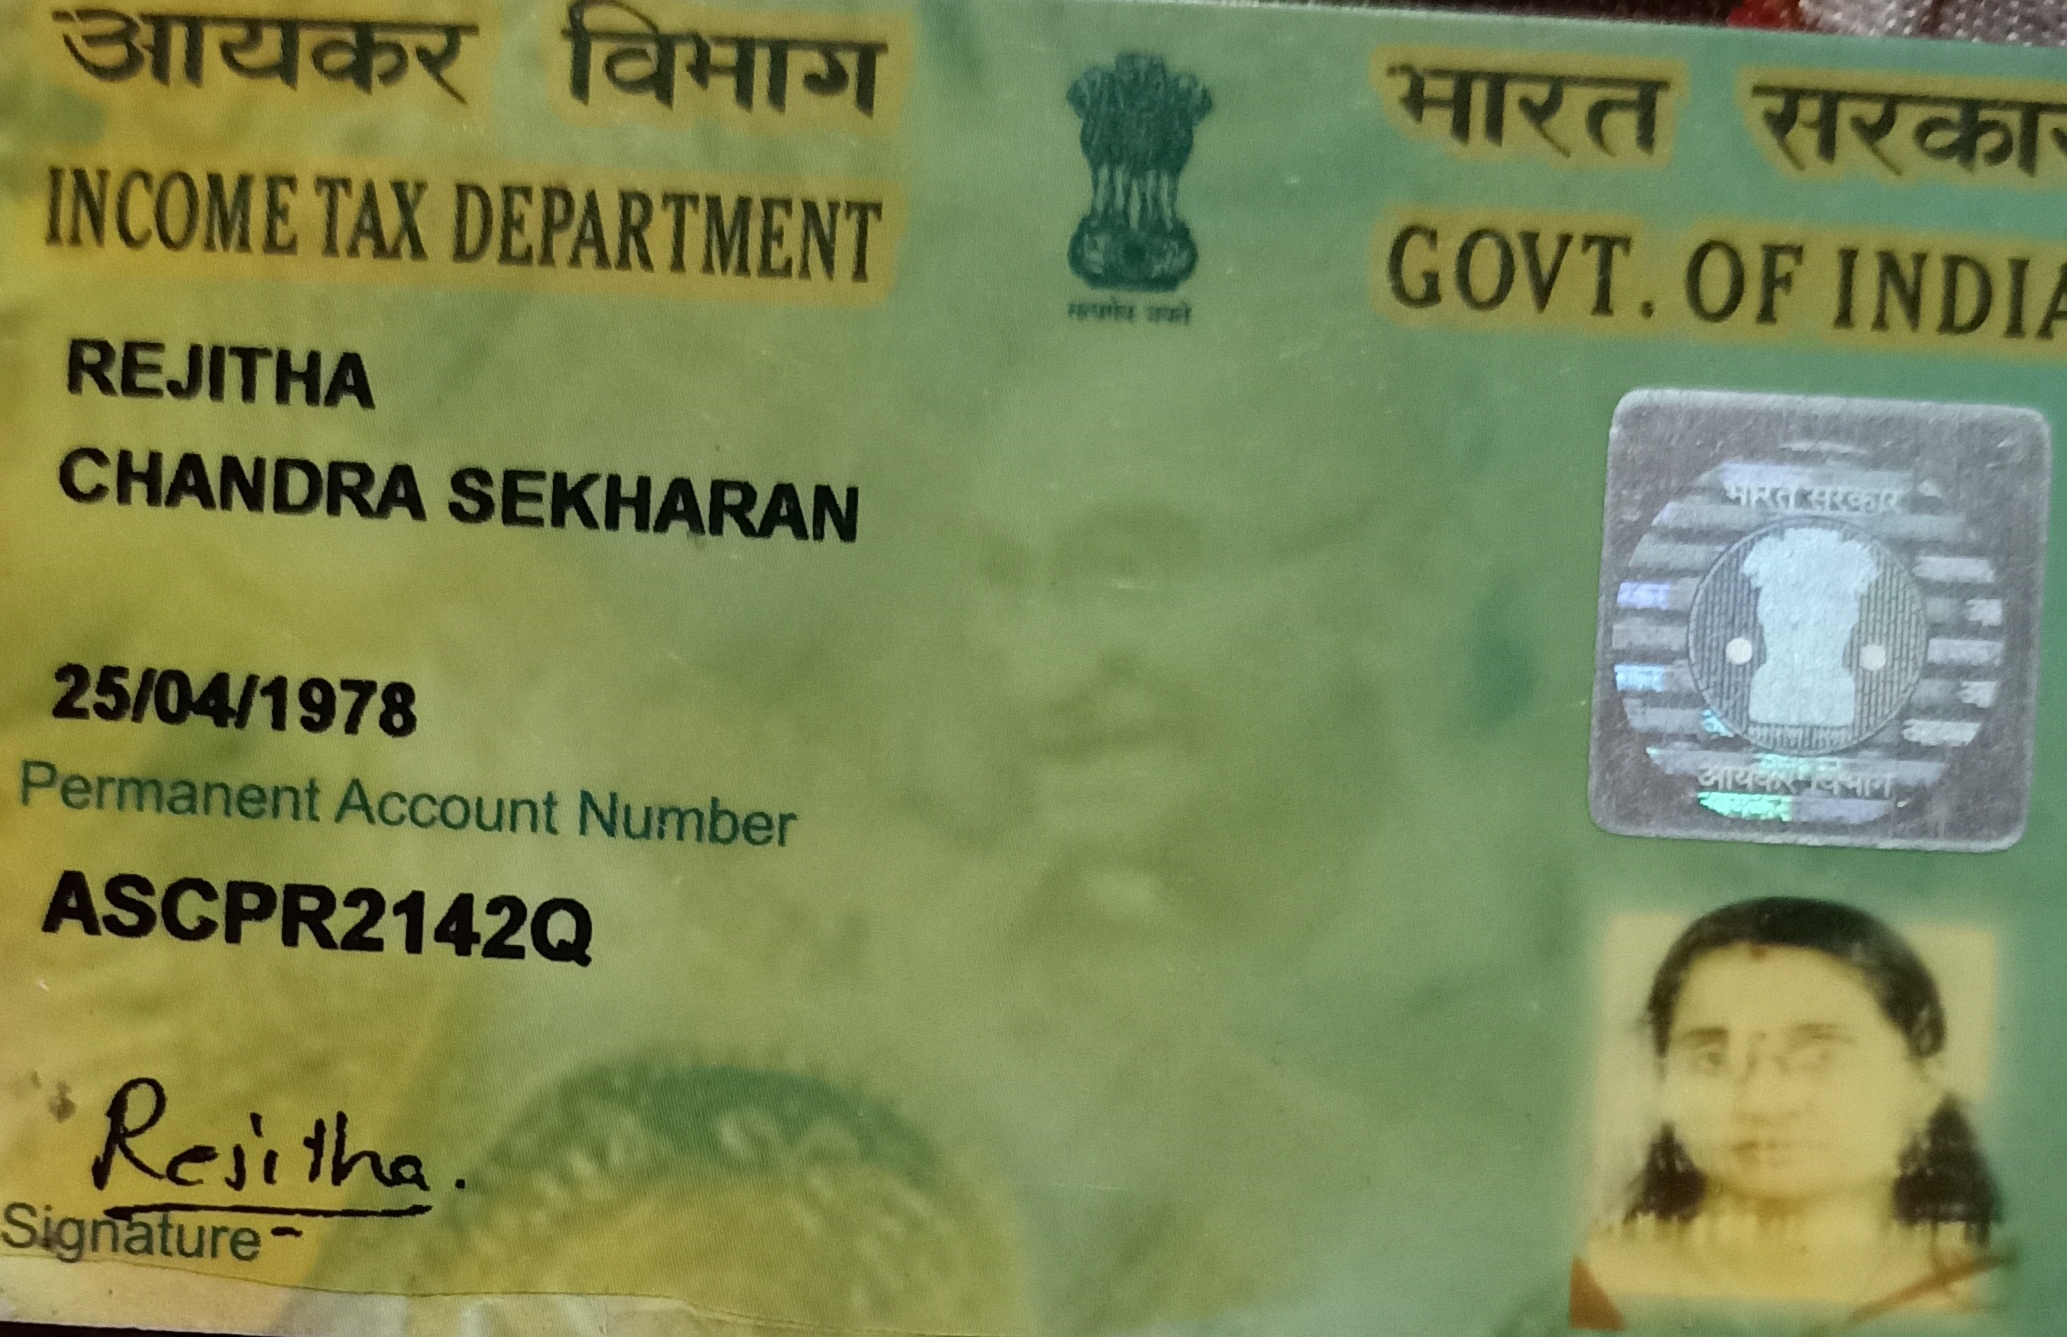 आयकर विभाग
INCOME TAX DEPARTMENT
सत्यमेव जयते
भारत सरकार
GOVT. OF INDIA
REJITHA
CHANDRA SEKHARAN
25/04/1978
Permanent Account Number
ASCPR2142Q
Rejitha.
Signature
भारत सरकार
आयकर विभाग